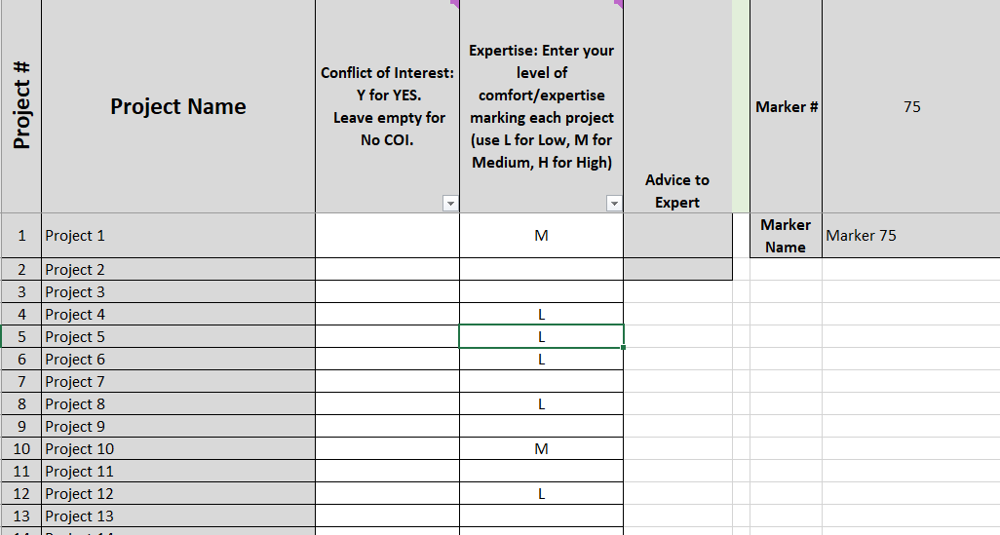 Project #
Project Name
Conflict of Interest:
Y for YES.
Leave empty for
No COI.
Expertise: Enter your
level of
comfort/expertise
marking each project
(use L for Low, M for
Medium, H for High)
Advice to
Expert
Marker #
75
1 Project 1 M
Marker
Name
Marker 75
2 Project 2
3 Project 3
4 Project 4 L
5 Project 5 L
6 Project 6 L
7 Project 7
8 Project 8 L
9 Project 9
10 Project 10 M
11 Project 11
12 Project 12 L
13 Project 13